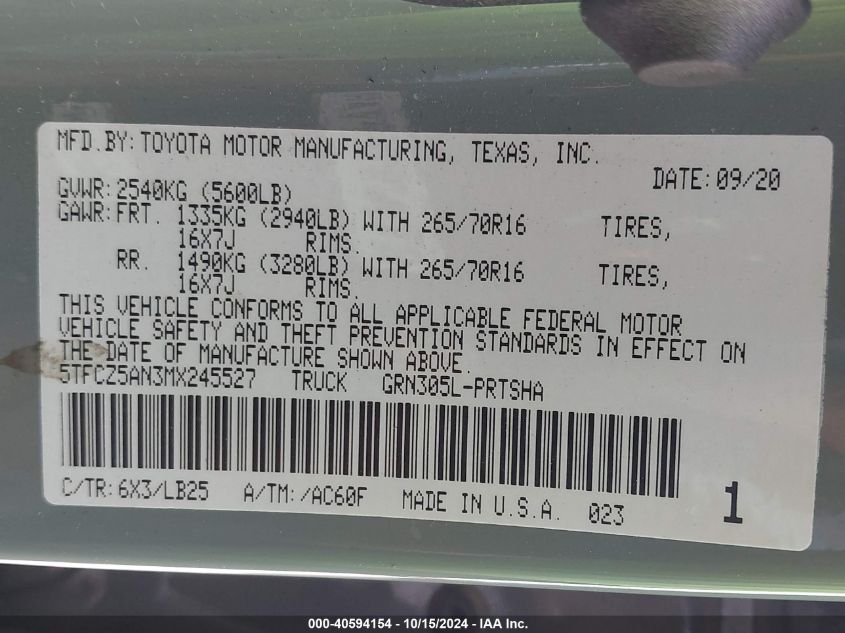 MFD.BY: TOYOTA MOTOR MANUFACTURING, TEXAS, INC.
DATE: 09/20
GVWR: 2540KG (5600LB)
GAWR: FRT. 1335KG (2940LB) WITH 265/70R16 TIRES,
16X7J RIMS.
RR. 1490KG (3280LB) WITH 265/70R16 TIRES,
16X7J RIMS.
THIS VEHICLE CONFORMS TO ALL APPLICABLE FEDERAL MOTOR
VEHICLE SAFETY AND THEFT PREVENTION STANDARDS IN EFFECT ON
THE DATE OF MANUFACTURE SHOWN ABOVE.
5TFCZ5AN3MX245527 TRUCK GRN305L-PRTSHA
C/TR: 6X3/LB25 A/TM: /AC60F MADE IN U.S.A. 023 1
000-40594154 - 10/15/2024 - IAA Inc.